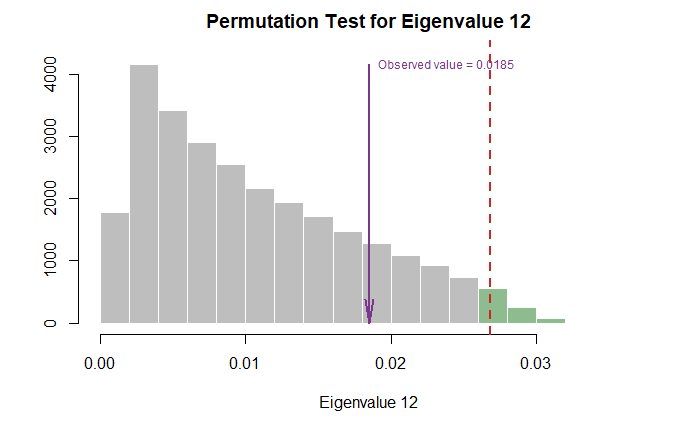 Permutation Test for Eigenvalue 12
Observed value = 0.0185
4000
3000
2000
1000
0
0.00 0.01 0.02 0.03
Eigenvalue 12